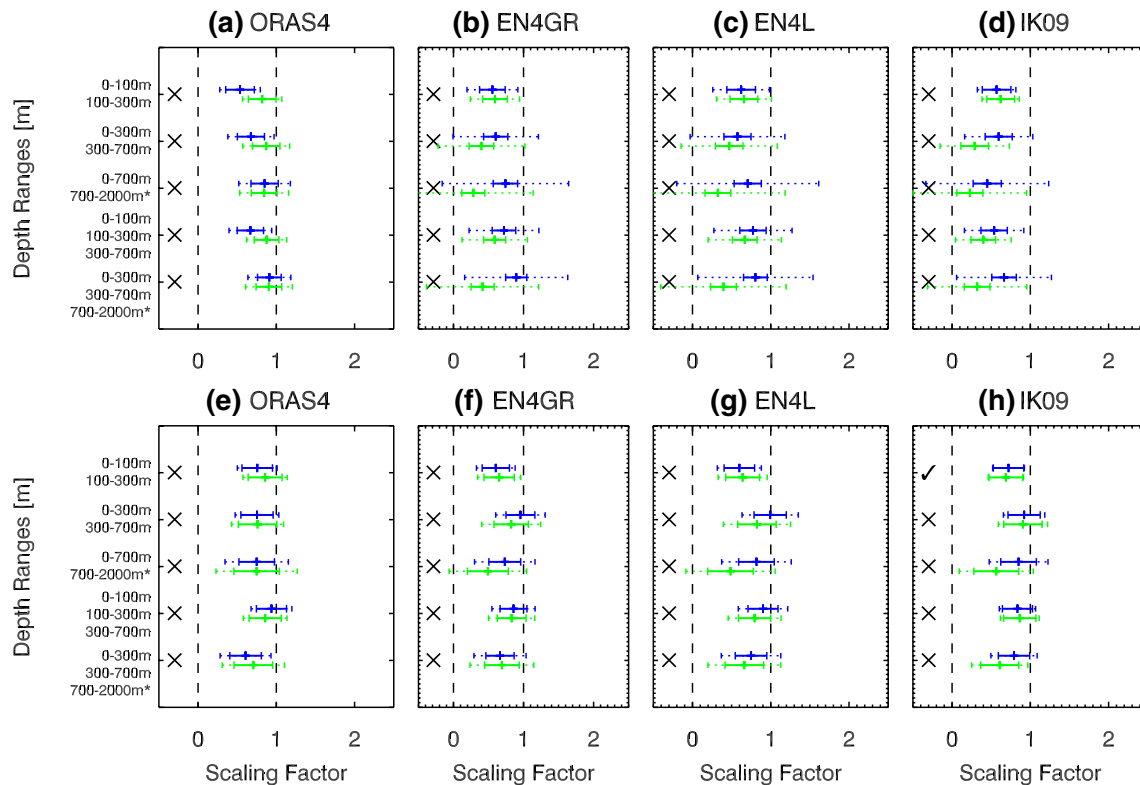 (a) ORAS4
(b) EN4GR
(c) EN4L
(d) IK09
Depth Ranges [m]
0-100m
100-300m
0-300m
300-700m
0-700m
700-2000m*
0-100m
100-300m
300-700m
0-300m
300-700m
700-2000m*
0 1 2
0 1 2
0 1 2
0 1 2
(e) ORAS4
(f) EN4GR
(g) EN4L
(h) IK09
Depth Ranges [m]
0-100m
100-300m
0-300m
300-700m
0-700m
700-2000m*
0-100m
100-300m
300-700m
0-300m
300-700m
700-2000m*
0 1 2
0 1 2
0 1 2
0 1 2
Scaling Factor
Scaling Factor
Scaling Factor
Scaling Factor